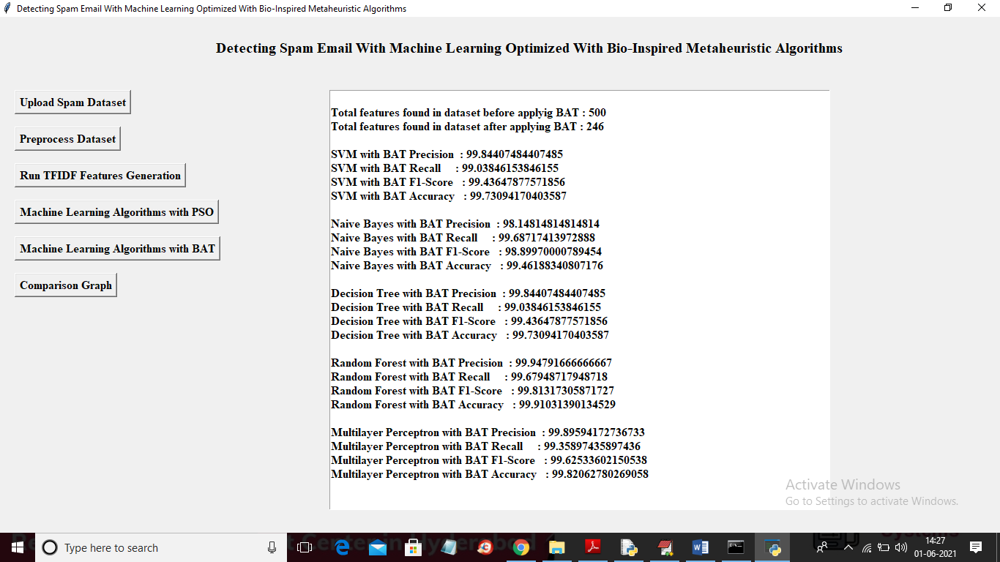 Detecting Spam Email With Machine Learning Optimized With Bio-Inspired Metaheuristic Algorithms
Detecting Spam Email With Machine Learning Optimized With Bio-Inspired Metaheuristic Algorithms
Upload Spam Dataset
Preprocess Dataset
Run TFIDF Features Generation
Machine Learning Algorithms with PSO
Machine Learning Algorithms with BAT
Comparison Graph
Total features found in dataset before applyig BAT : 500
Total features found in dataset after applying BAT : 246
SVM with BAT Precision : 99.84407484407485
SVM with BAT Recall : 99.03846153846155
SVM with BAT F1-Score : 99.43647877571856
SVM with BAT Accuracy : 99.73094170403587
Naive Bayes with BAT Precision : 98.14814814814814
Naive Bayes with BAT Recall : 99.68717413972888
Naive Bayes with BAT F1-Score : 98.89970000789454
Naive Bayes with BAT Accuracy : 99.46188340807176
Decision Tree with BAT Precision : 99.84407484407485
Decision Tree with BAT Recall : 99.03846153846155
Decision Tree with BAT F1-Score : 99.43647877571856
Decision Tree with BAT Accuracy : 99.73094170403587
Random Forest with BAT Precision : 99.94791666666667
Random Forest with BAT Recall : 99.67948717948718
Random Forest with BAT F1-Score : 99.81317305871727
Random Forest with BAT Accuracy : 99.91031390134529
Multilayer Perceptron with BAT Precision : 99.89594172736733
Multilayer Perceptron with BAT Recall : 99.35897435897436
Multilayer Perceptron with BAT F1-Score : 99.62533602150538
Multilayer Perceptron with BAT Accuracy : 99.82062780269058
Activate Windows
Go to Settings to activate Windows.
Type here to search
Center in Hyderabad
Systems
14:27
01-06-2021